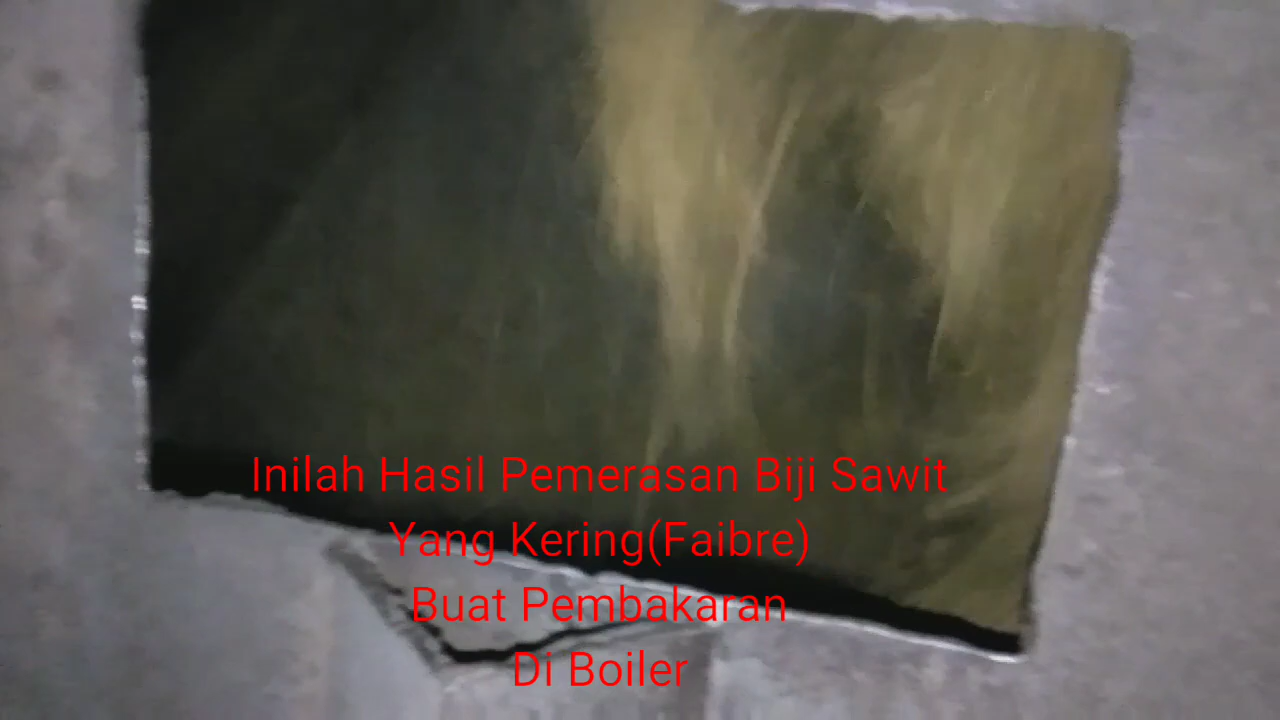 Inilah Hasil Pemerasan Biji Sawit
Yang Kering(Faibre)
Buat Pembakaran
Di Boiler